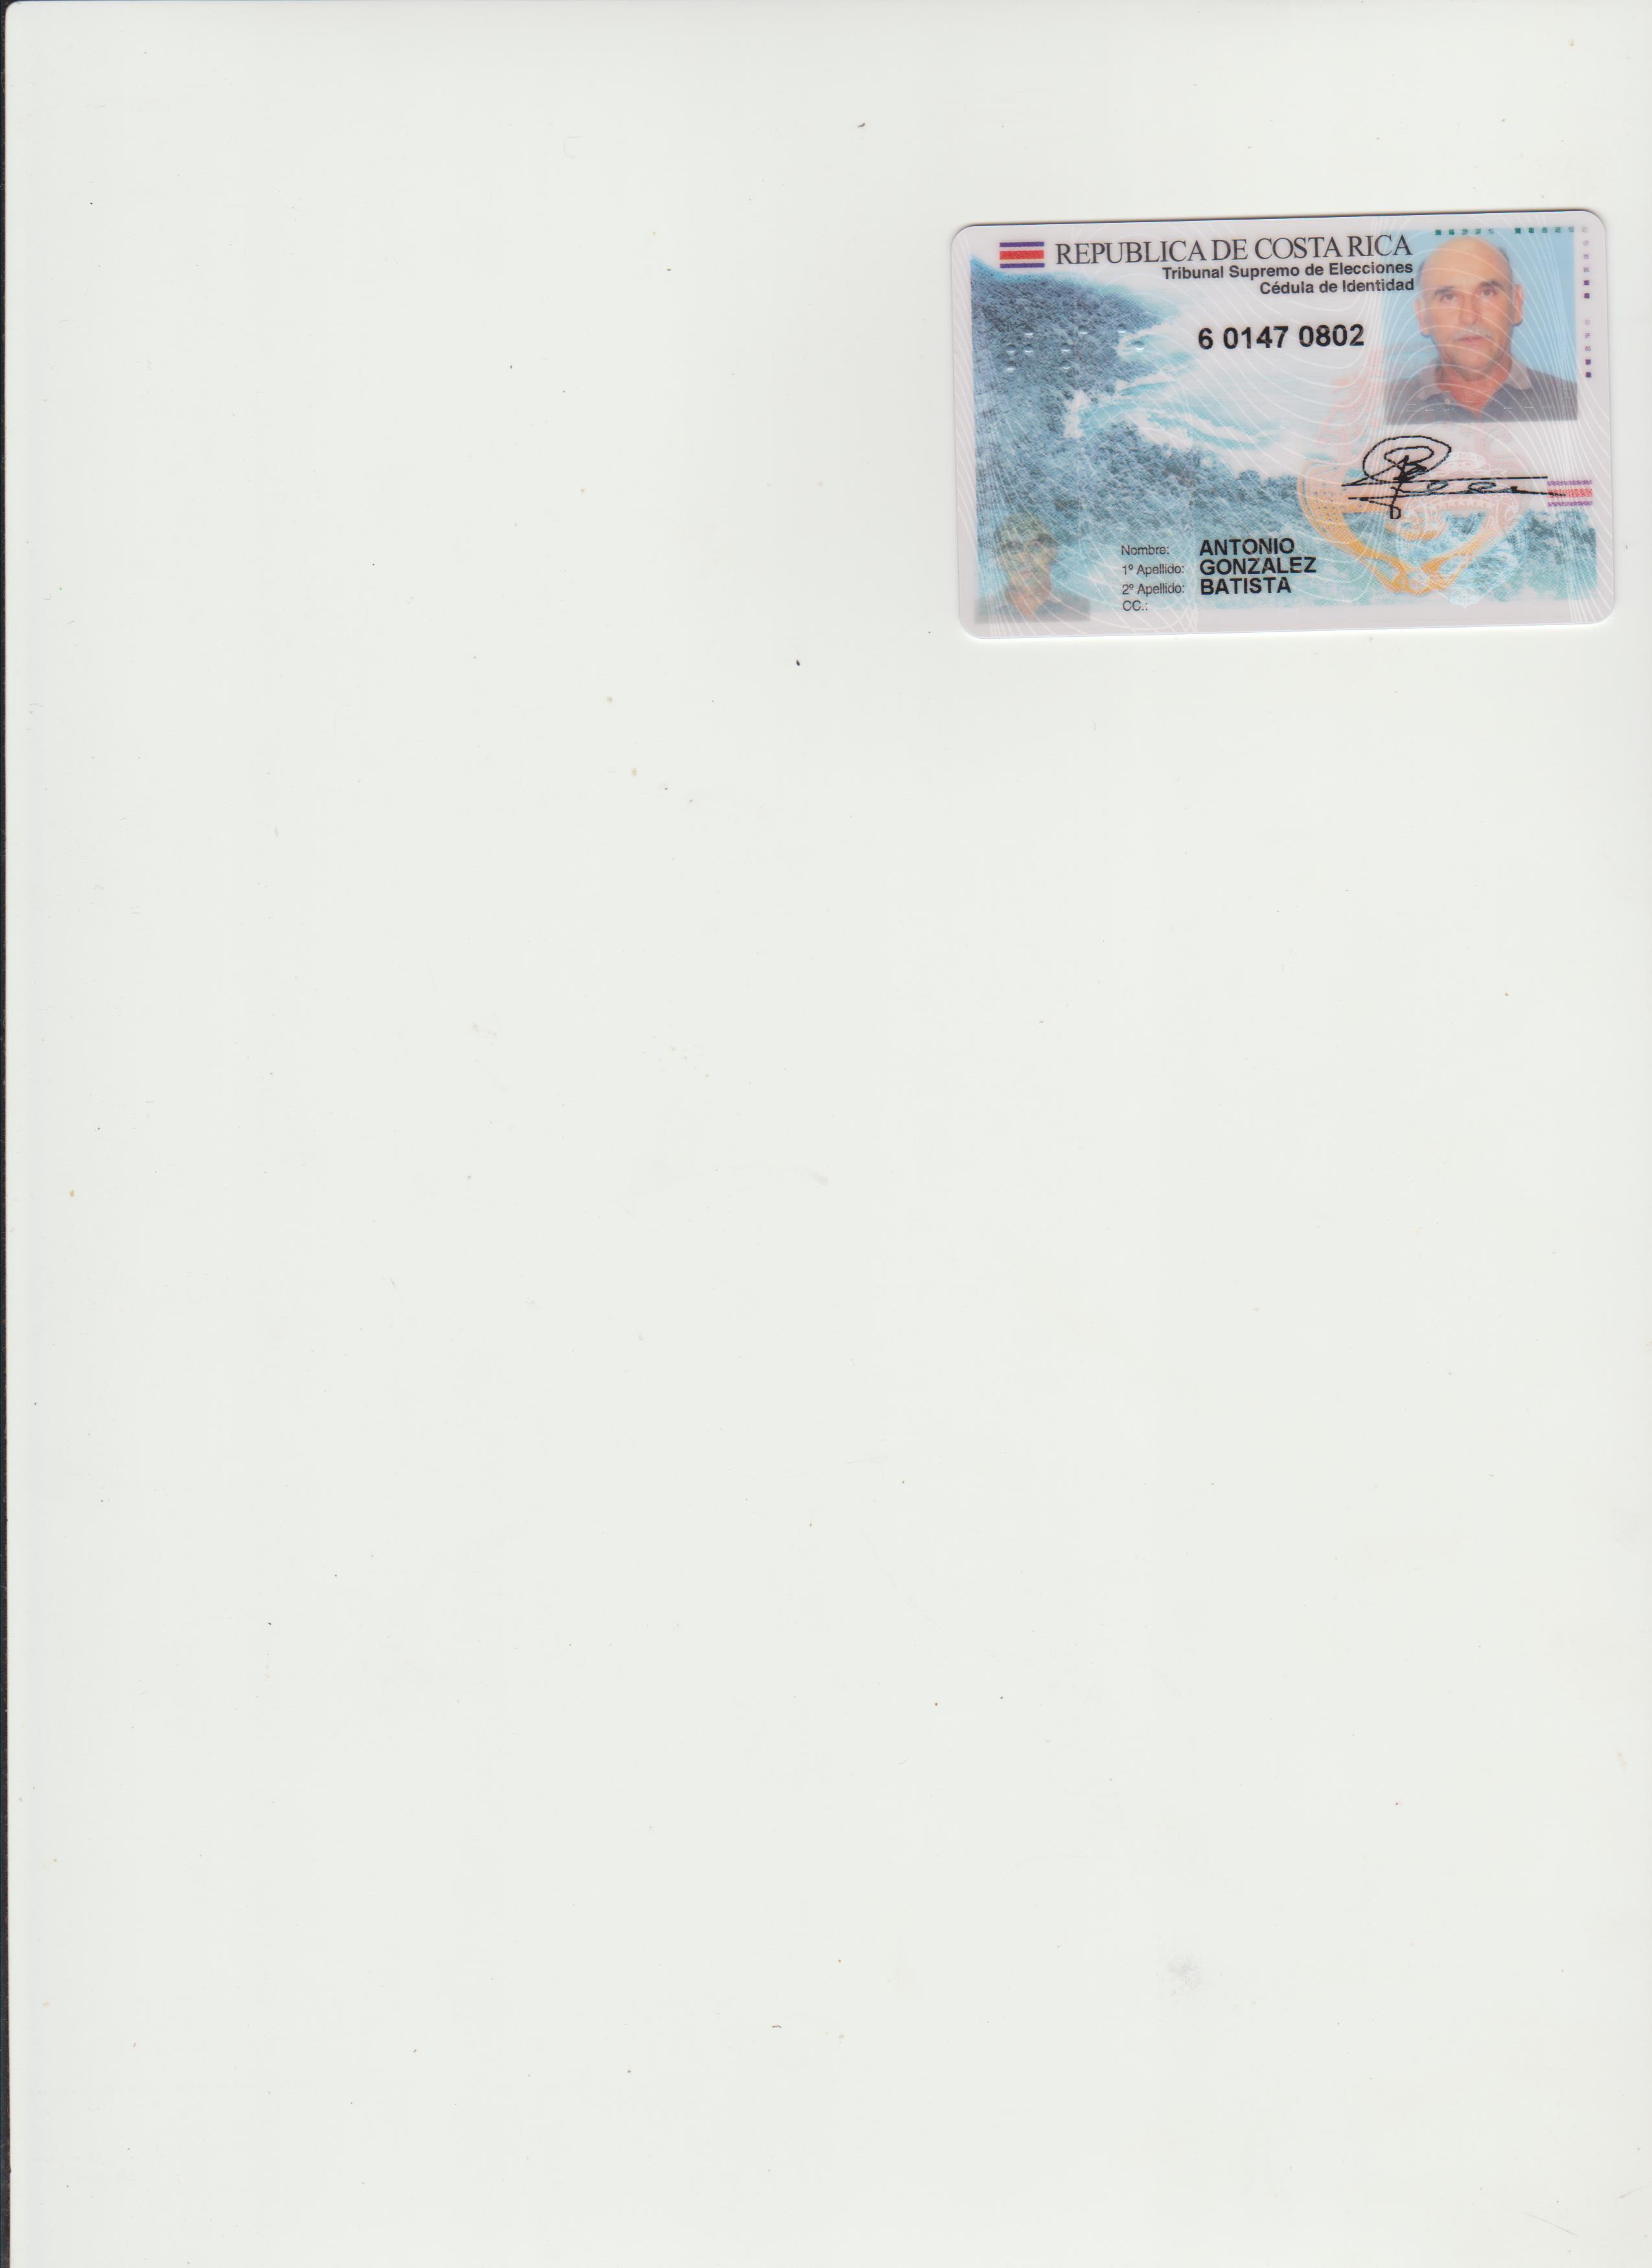 REPUBLICA DE COSTA RICA
Tribunal Supremo de Elecciones
Cédula de Identidad
6 0147 0802
Nombre: ANTONIO
1º Apellido: GONZALEZ
2º Apellido: BATISTA
CC.: